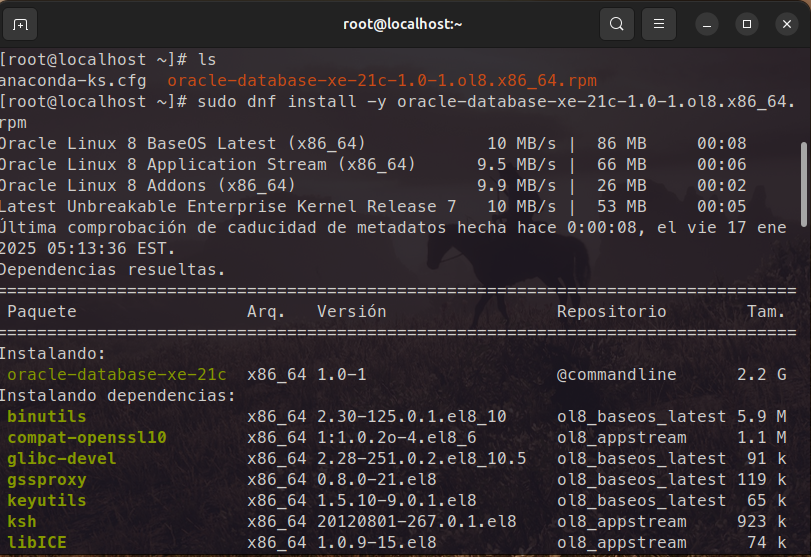 root@localhost:~
[root@localhost ~]# ls
anaconda-ks.cfg  oracle-database-xe-21c-1.0-1.ol8.x86_64.rpm
[root@localhost ~]# sudo dnf install -y oracle-database-xe-21c-1.0-1.ol8.x86_64.
rpm
Oracle Linux 8 BaseOS Latest (x86_64)            10 MB/s |  86 MB     00:08
Oracle Linux 8 Application Stream (x86_64)      9.5 MB/s |  66 MB     00:06
Oracle Linux 8 Addons (x86_64)                  9.9 MB/s |  26 MB     00:02
Latest Unbreakable Enterprise Kernel Release 7   10 MB/s |  53 MB     00:05
Última comprobación de caducidad de metadatos hecha hace 0:00:08, el vie 17 ene
2025 05:13:36 EST.
Dependencias resueltas.
================================================================================
Paquete                 Arq.   Versión                 Repositorio        Tam.
================================================================================
Instalando:
oracle-database-xe-21c  x86_64 1.0-1                   @commandline      2.2 G
Instalando dependencias:
binutils                x86_64 2.30-125.0.1.el8_10     ol8_baseos_latest 5.9 M
compat-openssl10        x86_64 1:1.0.2o-4.el8_6        ol8_appstream     1.1 M
glibc-devel             x86_64 2.28-251.0.2.el8_10.5   ol8_baseos_latest  91 k
gssproxy                x86_64 0.8.0-21.el8            ol8_baseos_latest 119 k
keyutils                x86_64 1.5.10-9.0.1.el8        ol8_baseos_latest  65 k
ksh                     x86_64 20120801-267.0.1.el8    ol8_appstream     923 k
libICE                  x86_64 1.0.9-15.el8            ol8_appstream      74 k